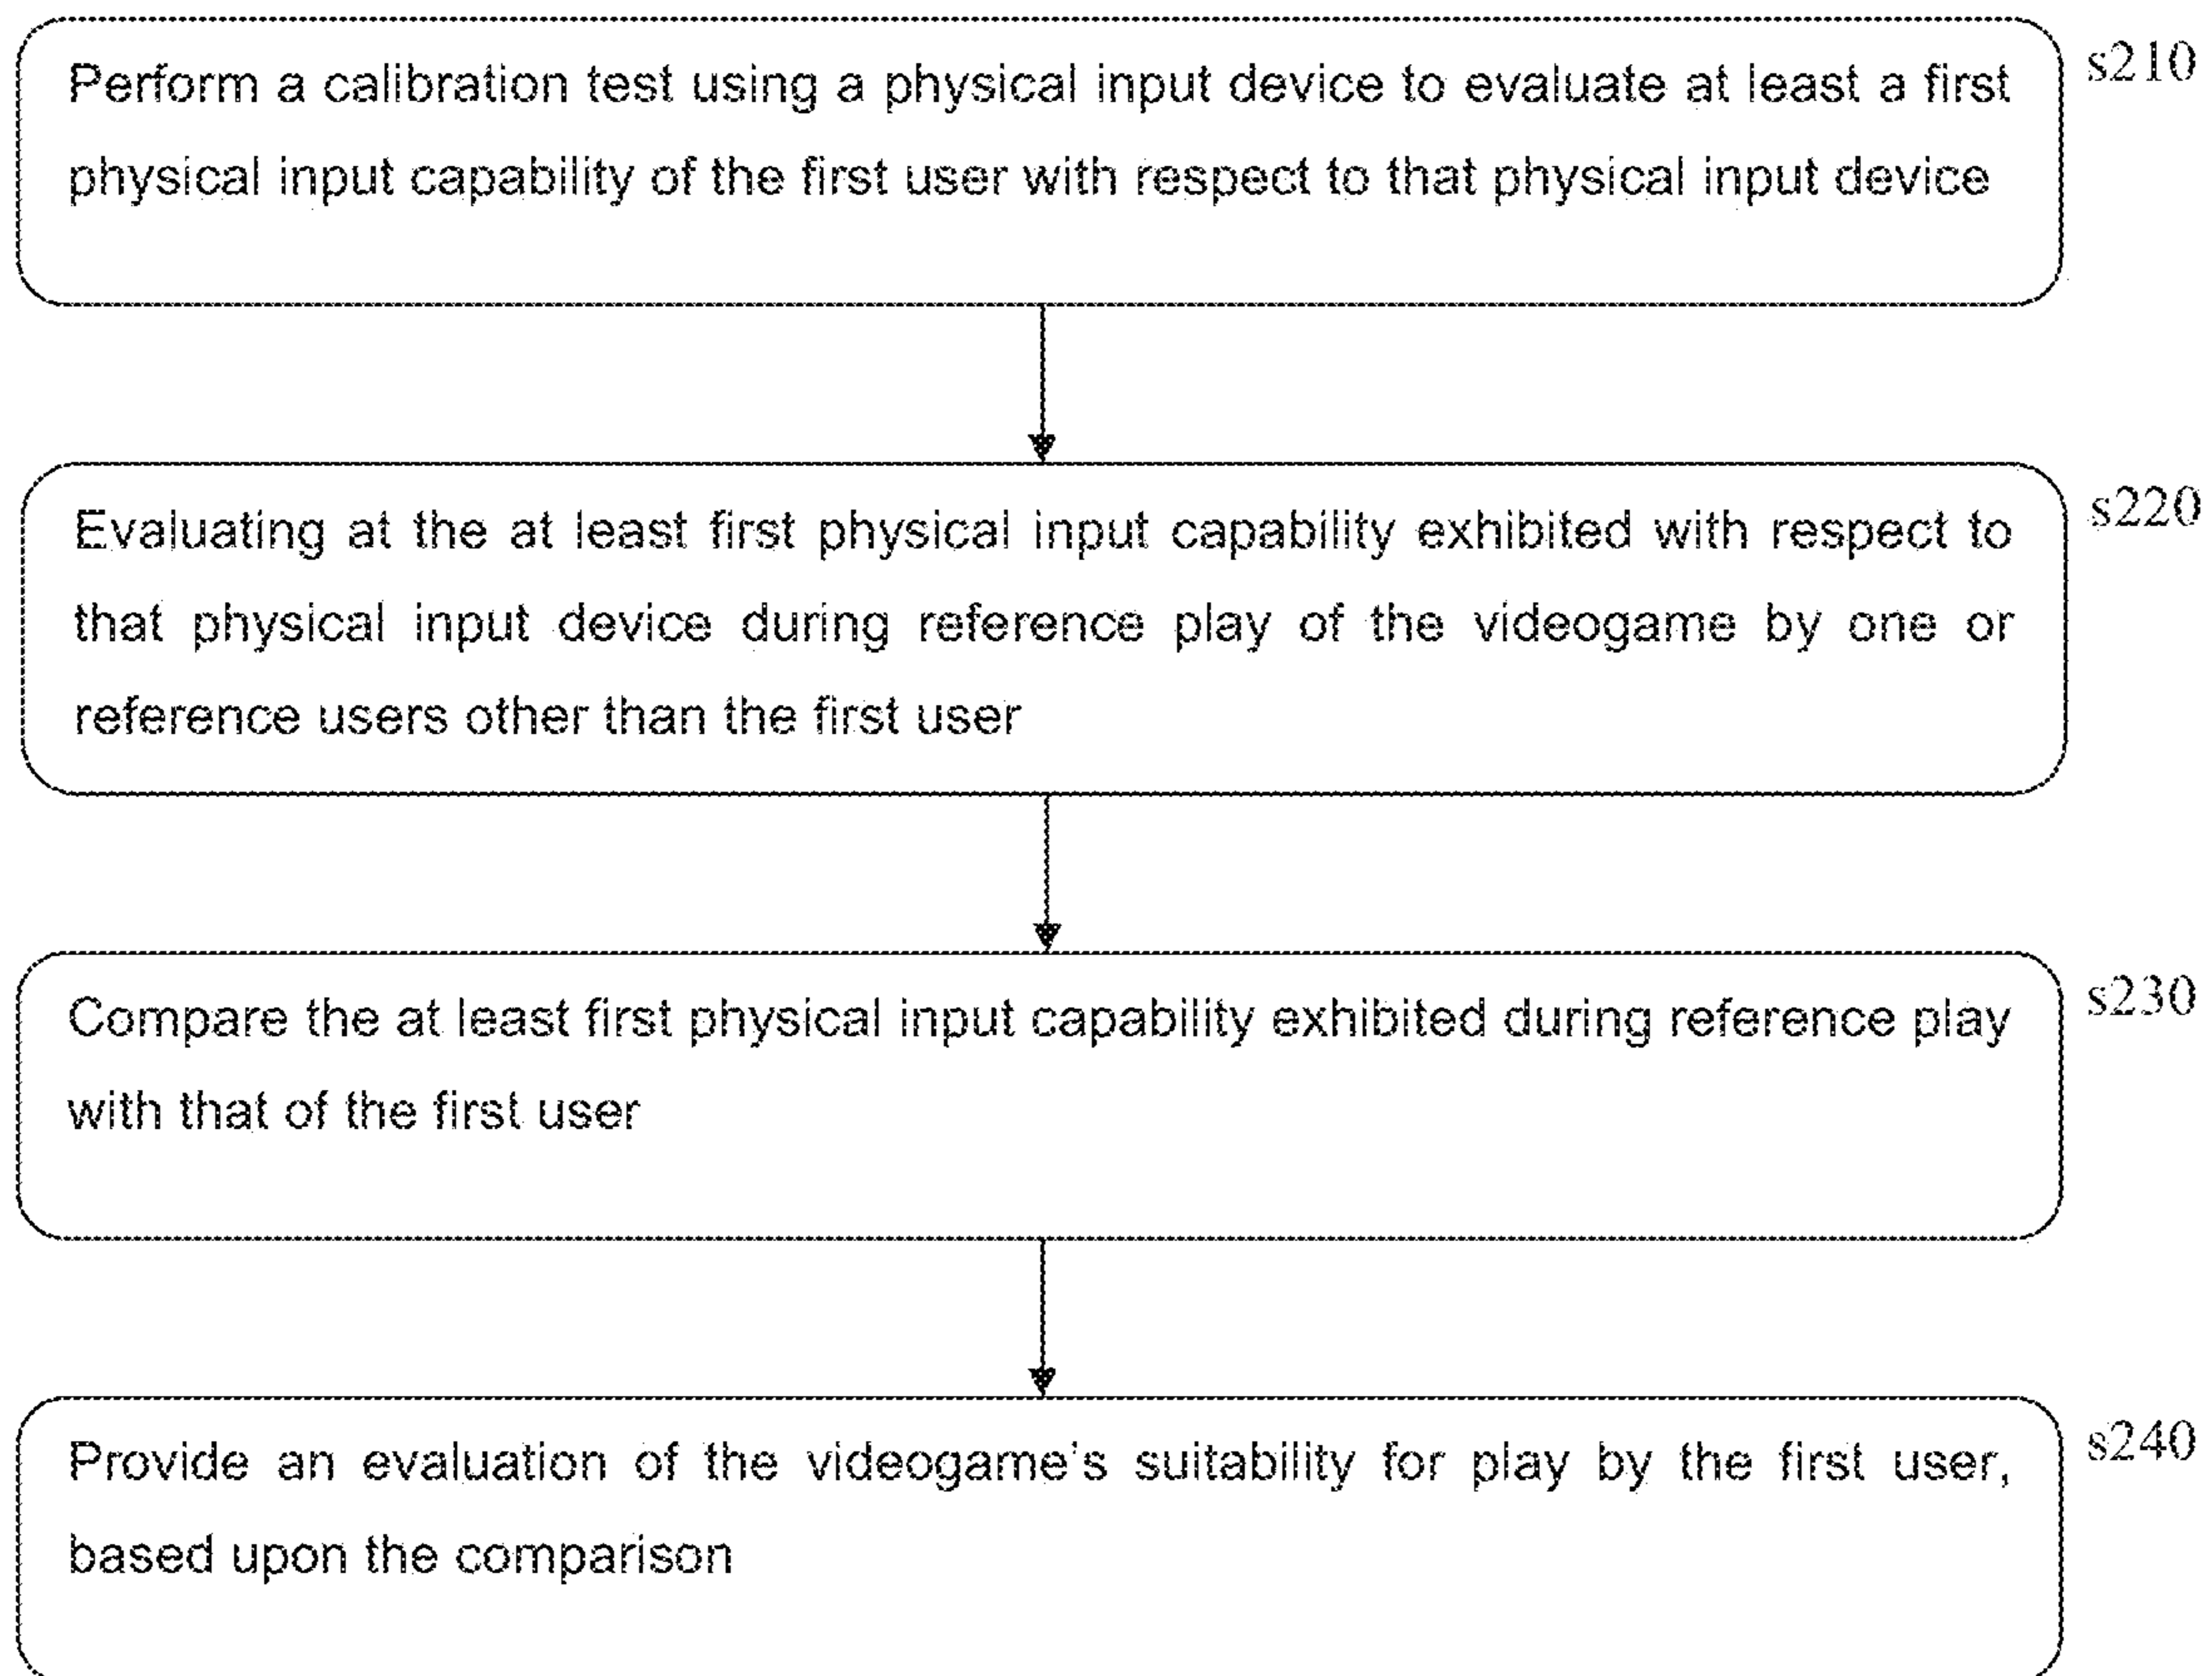 Perform a calibration test using a physical input device to evaluate at least a first
s210
physical input capability of the first user with respect to that physical input device
Evaluating at the at least first physical input capability exhibited with respect to
s220
that physical input device during reference play of the videogame by one or
reference users other than the first user
Compare the at least first physical input capability exhibited during reference play
s230
with that of the first user
Provide an evaluation of the videogame's suitability for play by the first user,
s240
based upon the comparison